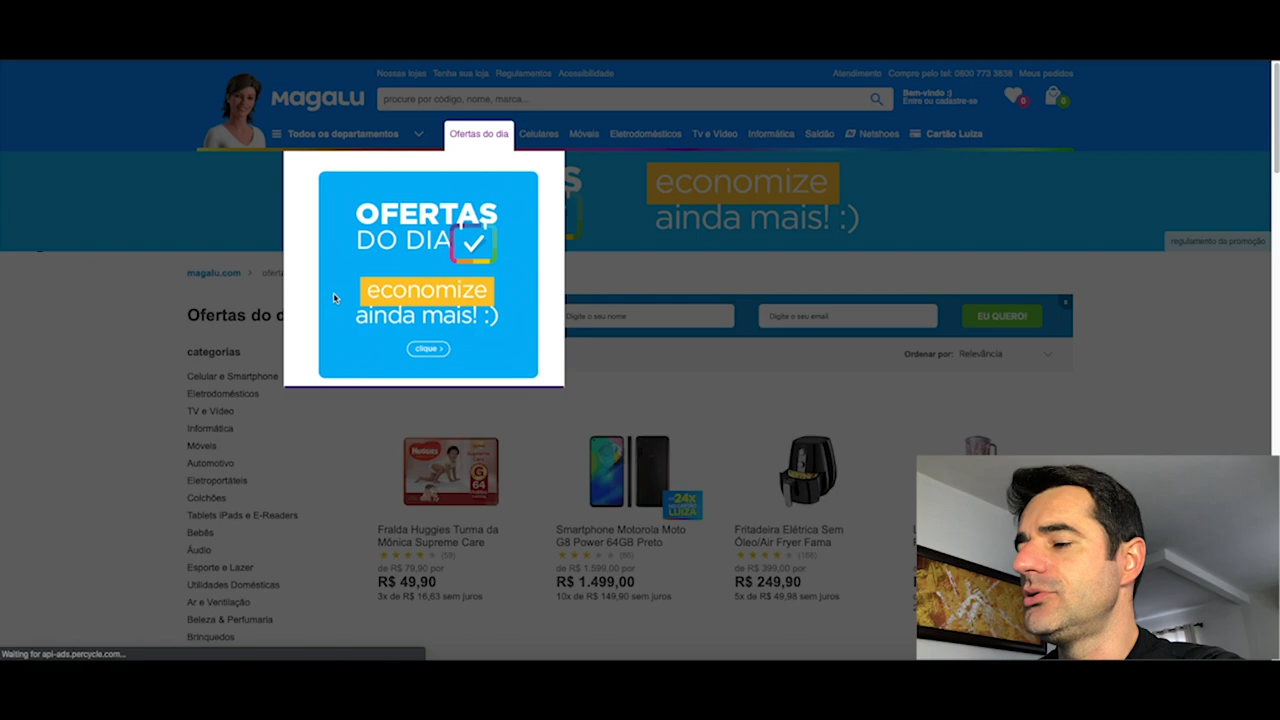 Nossas lojas Tenha sua loja Regulamentos Acessibilidade
Atendimento Compre pelo tel: 0800 773 3838 Meus pedidos
MagaLu
procure por código, nome, marca...
Bem-vindo :)
Entre ou cadastre-se
0
0
Todos os departamentos
Ofertas do dia
Celulares
Móveis
Eletrodomésticos
Tv e Vídeo
Informática
Saldão
Netshoes
Cartão Luiza
OFERTAS
DO DIA
economize
ainda mais! :)
clique >
S
economize
ainda mais! :)
regulamento da promoção
magalu.com > ofert
Ofertas do d
Digite o seu nome
Digite o seu email
EU QUERO!
x
Ordenar por: Relevância
categorias
Celular e Smartphone
Eletrodomésticos
TV e Vídeo
Informática
Móveis
Automotivo
Eletroportáteis
Colchões
Tablets iPads e E-Readers
Bebês
Áudio
Esporte e Lazer
Utilidades Domésticas
Ar e Ventilação
Beleza & Perfumaria
Brinquedos
Huggies
Supreme
Care
G
64
Fralda Huggies Turma da
Mônica Supreme Care
de R$ 79,90 por
R$ 49,90
3x de R$ 16,63 sem juros
24x
LUIZA
Smartphone Motorola Moto
G8 Power 64GB Preto
de R$ 1.599,00 por
R$ 1.499,00
10x de R$ 149,90 sem juros
Fritadeira Elétrica Sem
Óleo/Air Fryer Fama
(168)
de R$ 399,00 por
R$ 249,90
5x de R$ 49,98 sem juros
Waiting for api-ads.percycle.com...